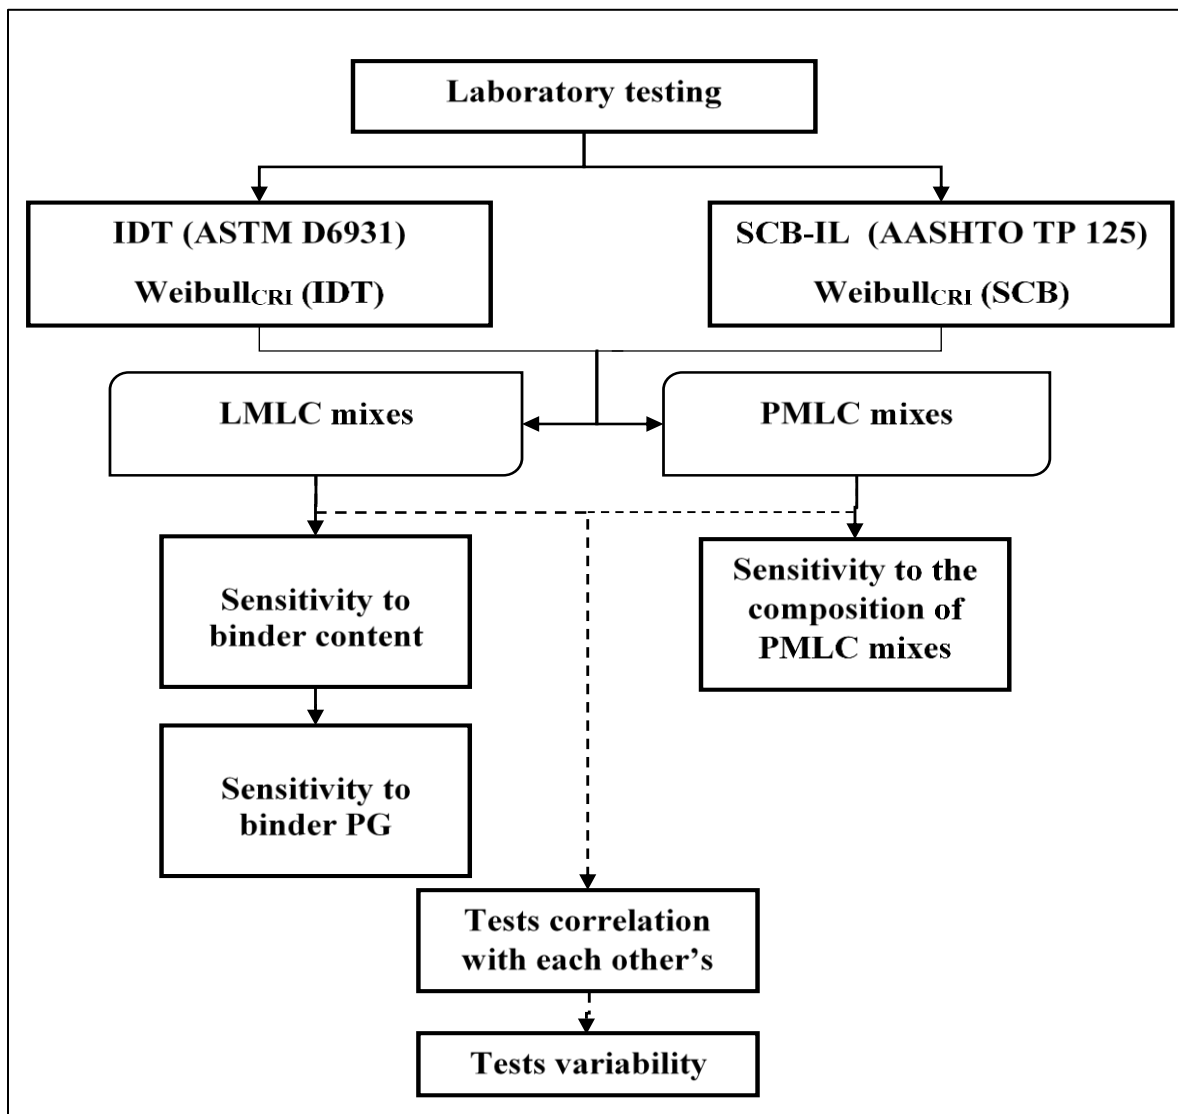 Laboratory testing
IDT (ASTM D6931)
Weibull_CRI (IDT)
SCB-IL (AASHTO TP 125)
Weibull_CRI (SCB)
LMLC mixes
PMLC mixes
Sensitivity to
binder content
Sensitivity to the
composition of
PMLC mixes
Sensitivity to
binder PG
Tests correlation
with each other’s
Tests variability